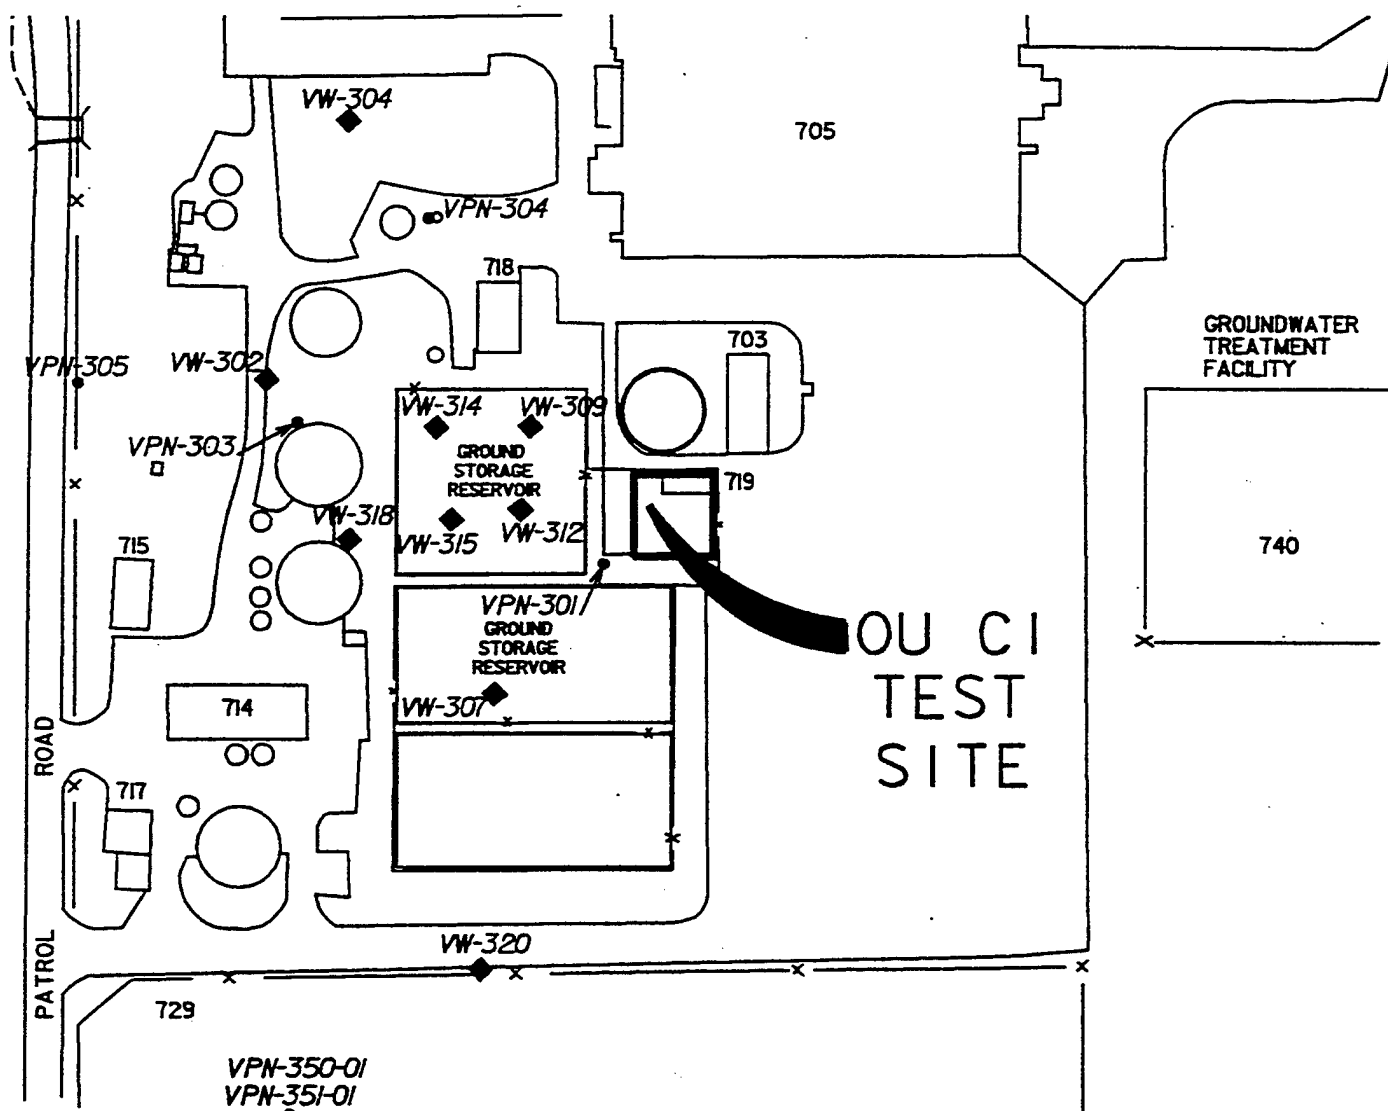 VW-304
705
VPN-304
718
GROUNDWATER
TREATMENT
FACILITY
703
VPN-305
VW-302
VW-314
VW-309
VPN-303
GROUND
STORAGE
RESERVOIR
719
VW-318
VW-315
VW-312
715
740
VPN-301
GROUND
STORAGE
RESERVOIR
OU C1
TEST
SITE
714
VW-307
PATROL ROAD
717
VW-320
729
VPN-350-01
VPN-351-01